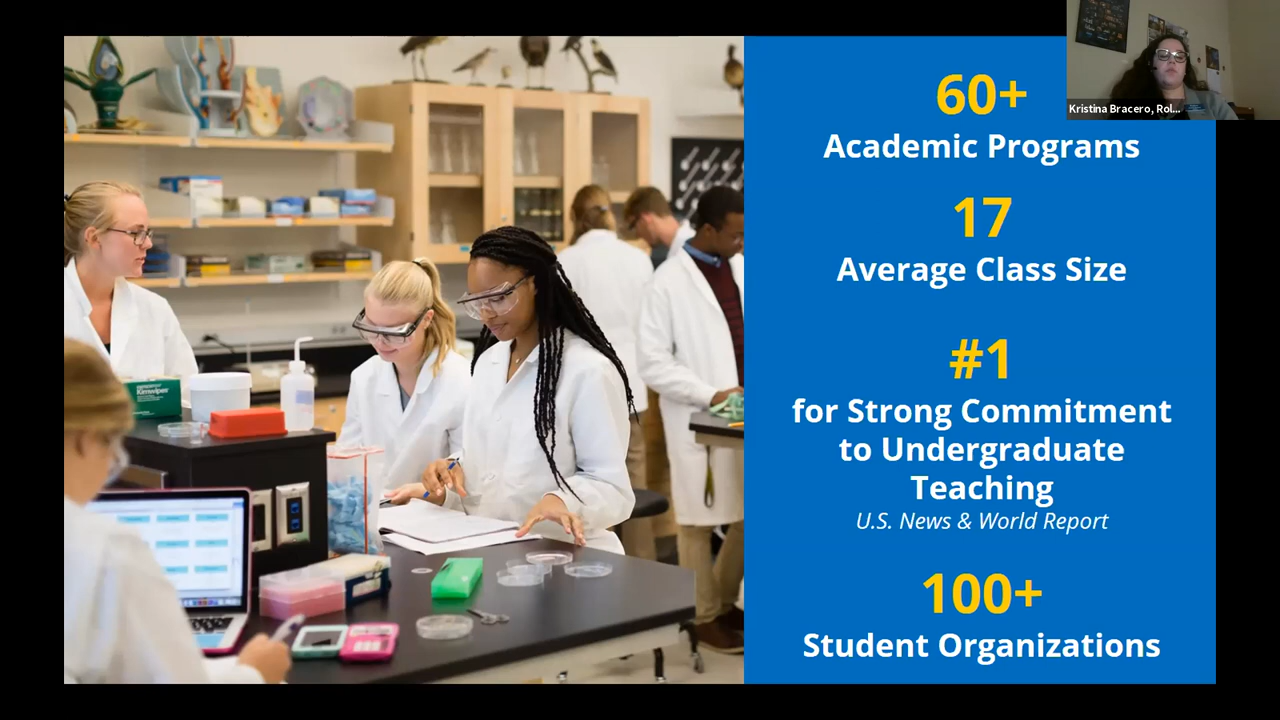 60+
Academic Programs
17
Average Class Size
#1
for Strong Commitment
to Undergraduate
Teaching
U.S. News & World Report
100+
Student Organizations
Kristina Bracero, Rol...
Kimwipes